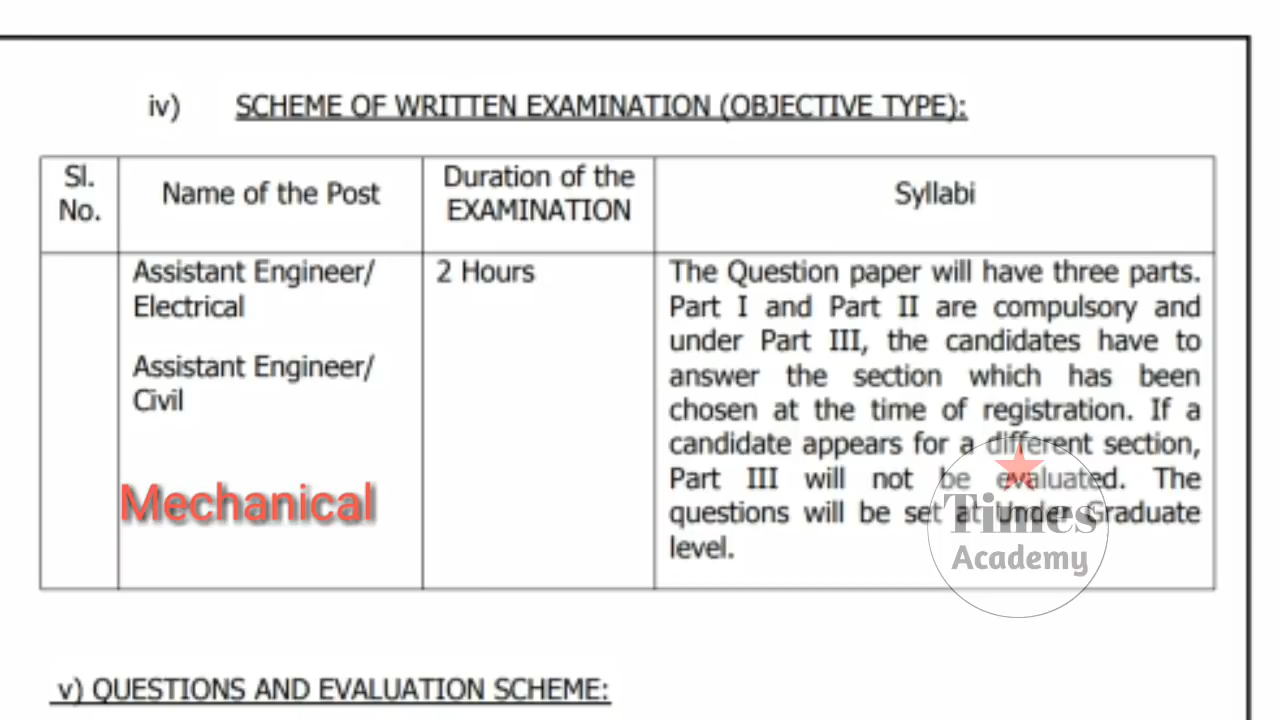 iv) SCHEME OF WRITTEN EXAMINATION (OBJECTIVE TYPE):
Sl.
No.
Name of the Post
Duration of the
EXAMINATION
Syllabi
Assistant Engineer/
Electrical
Assistant Engineer/
Civil
Mechanical
2 Hours
The Question paper will have three parts.
Part I and Part II are compulsory and
under Part III, the candidates have to
answer the section which has been
chosen at the time of registration. If a
candidate appears for a different section,
Part III will not be evaluated. The
questions will be set at Under Graduate
level.
Times
Academy
v) QUESTIONS AND EVALUATION SCHEME: